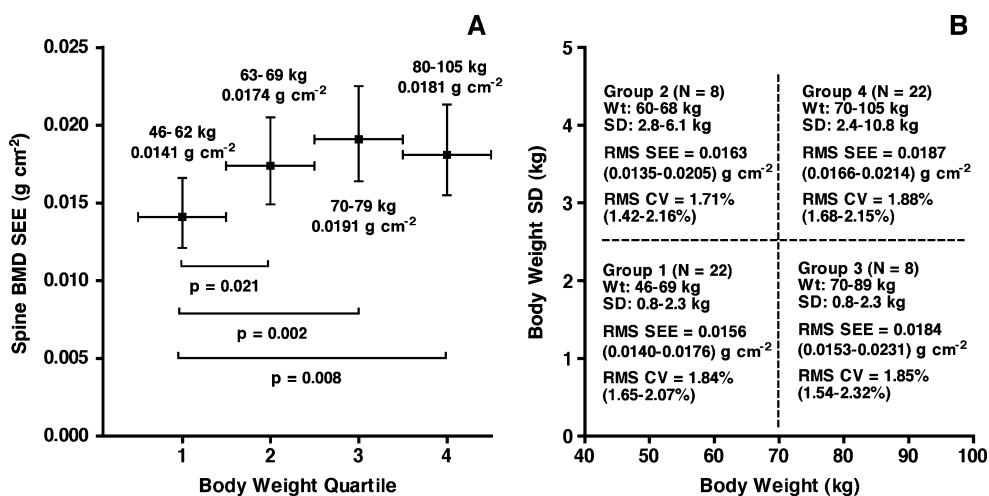 A
Spine BMD SEE (g cm-2)
0.025
0.020
0.015
0.010
0.005
0.000
46-62 kg
0.0141 g cm-2
63-69 kg
0.0174 g cm-2
70-79 kg
0.0191 g cm-2
80-105 kg
0.0181 g cm-2
p = 0.021
p = 0.002
p = 0.008
1
2
3
4
Body Weight Quartile
B
Body Weight SD (kg)
5
4
3
2
1
0
Group 2 (N = 8)
Wt: 60-68 kg
SD: 2.8-6.1 kg
RMS SEE = 0.0163
(0.0135-0.0205) g cm-2
RMS CV = 1.71%
(1.42-2.16%)
Group 4 (N = 22)
Wt: 70-105 kg
SD: 2.4-10.8 kg
RMS SEE = 0.0187
(0.0166-0.0214) g cm-2
RMS CV = 1.88%
(1.68-2.15%)
Group 1 (N = 22)
Wt: 46-69 kg
SD: 0.8-2.3 kg
RMS SEE = 0.0156
(0.0140-0.0176) g cm-2
RMS CV = 1.84%
(1.65-2.07%)
Group 3 (N = 8)
Wt: 70-89 kg
SD: 0.8-2.3 kg
RMS SEE = 0.0184
(0.0153-0.0231) g cm-2
RMS CV = 1.85%
(1.54-2.32%)
40
50
60
70
80
90
100
Body Weight (kg)